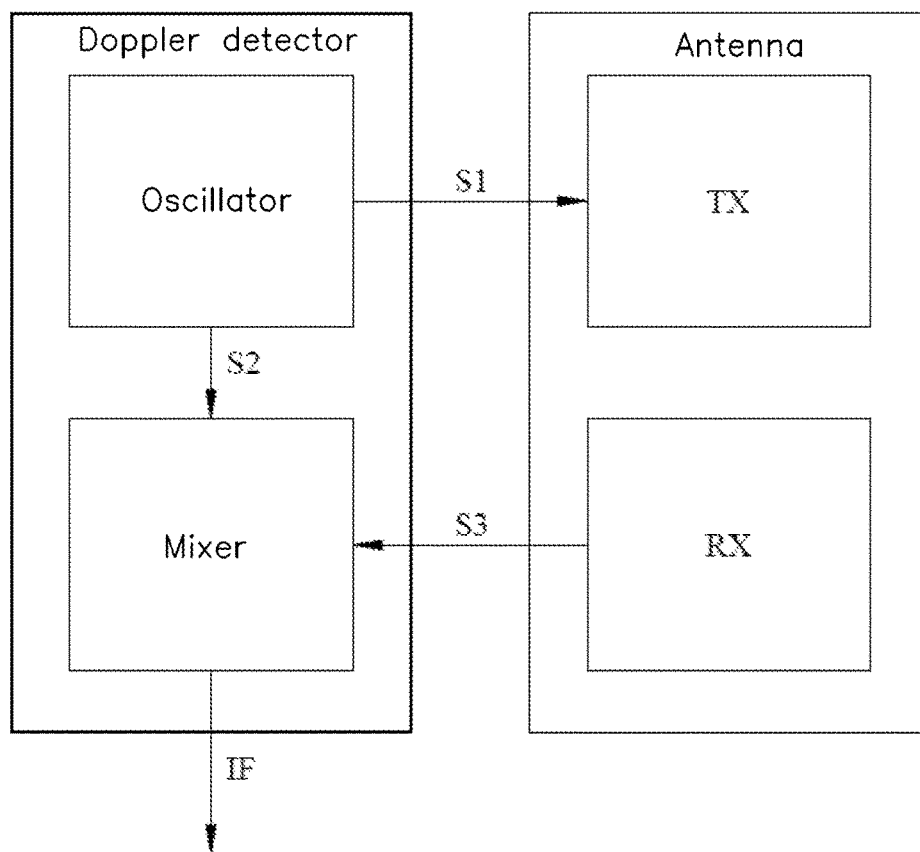 Doppler detector
Antenna
Oscillator
S1
TX
S2
Mixer
S3
RX
IF